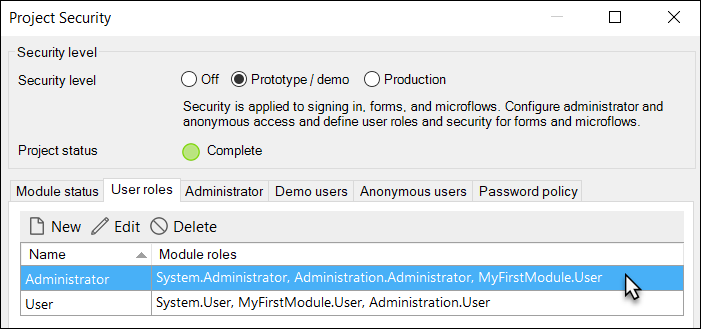 Project Security
Security level
Security level Off Prototype / demo Production
Security is applied to signing in, forms, and microflows. Configure administrator and
anonymous access and define user roles and security for forms and microflows.
Project status Complete
Module status User roles Administrator Demo users Anonymous users Password policy
New Edit Delete
Name Module roles
Administrator System.Administrator, Administration.Administrator, MyFirstModule.User
User System.User, MyFirstModule.User, Administration.User